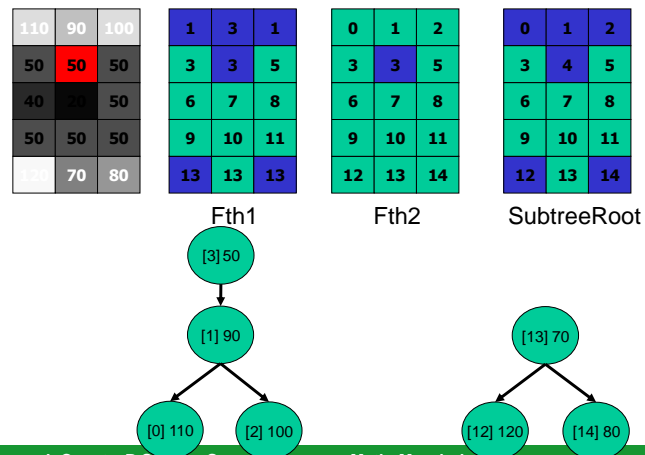 110 90 100 1 3 1 0 1 2 0 1 2
50 50 50 3 3 5 3 3 5 3 4 5
40 20 50 6 7 8 6 7 8 6 7 8
50 50 50 9 10 11 9 10 11 9 10 11
120 70 80 13 13 13 12 13 14 12 13 14
Fth1 Fth2 SubtreeRoot
[3]50
[1] 90 [13] 70
[0] 110 [2] 100 [12] 120 [14] 80